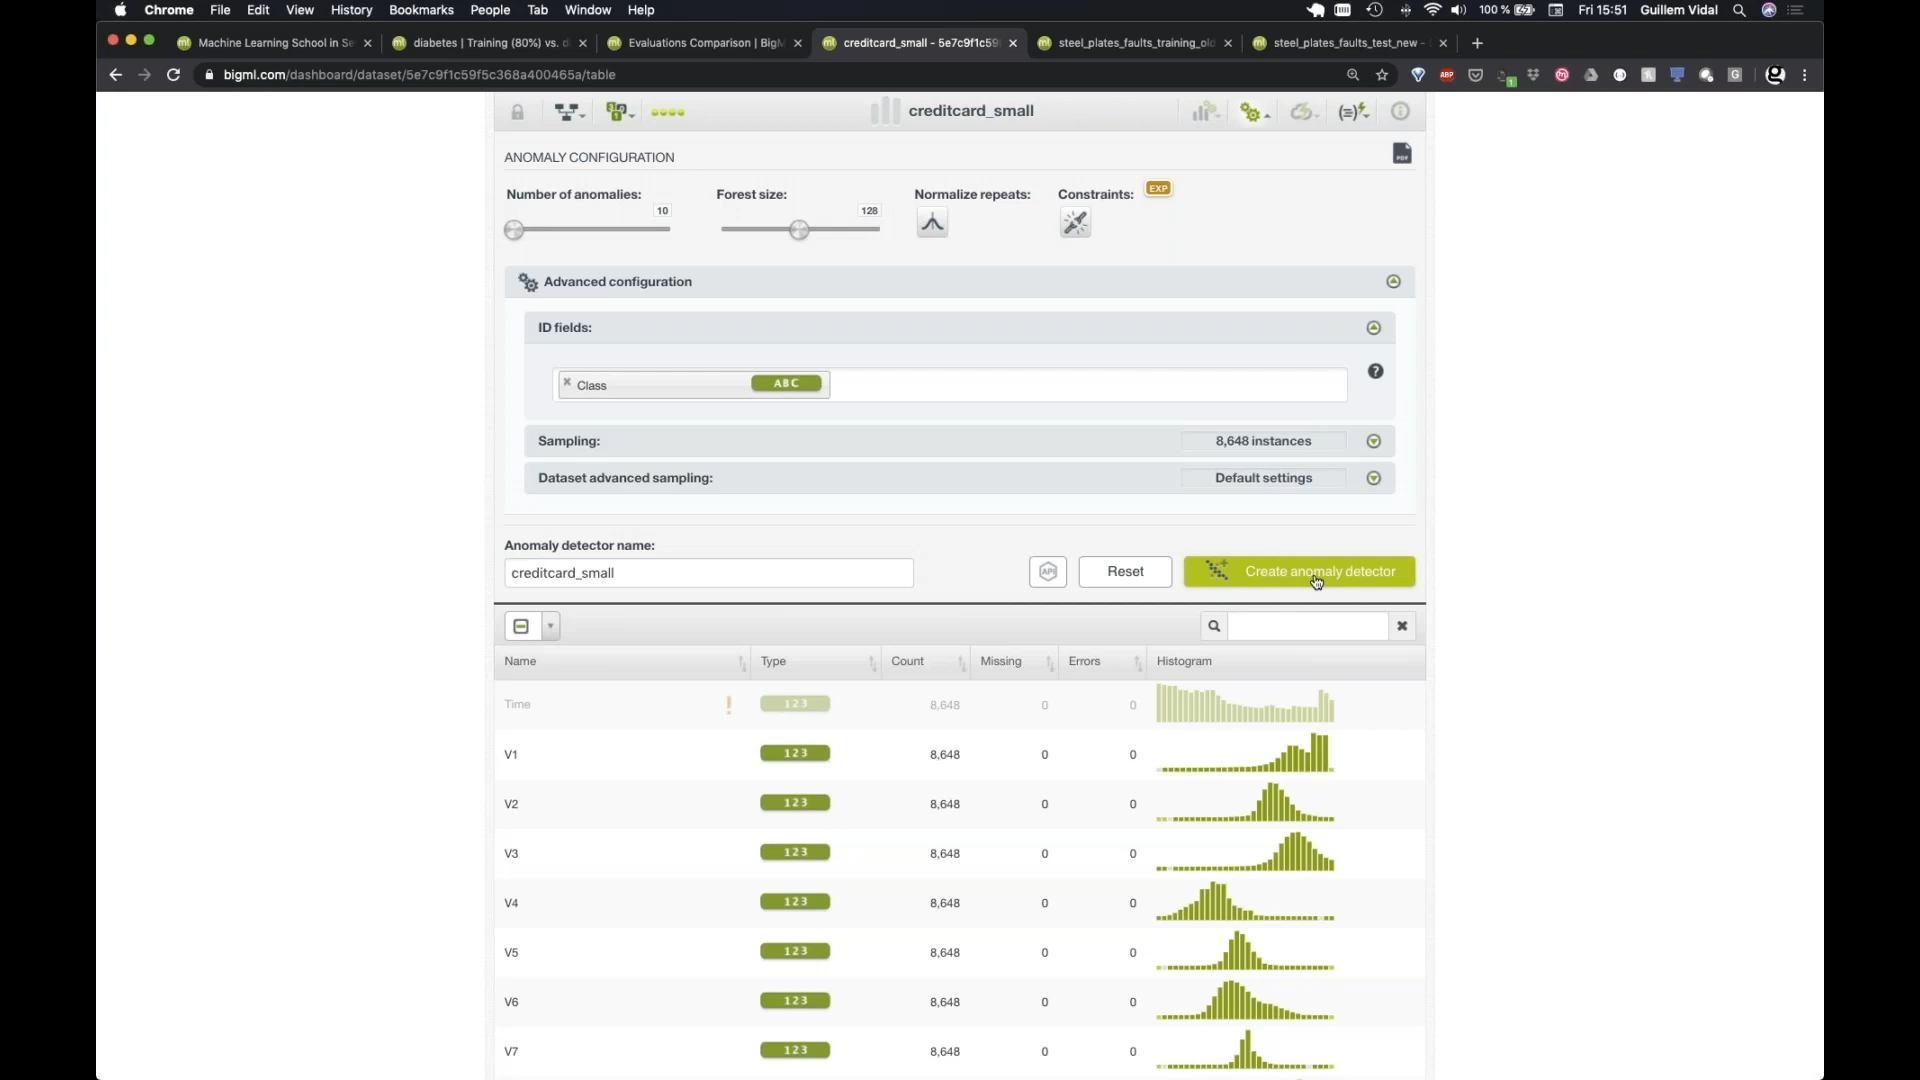 Chrome File Edit View History Bookmarks People Tab Window Help 100 % Fri 15:51 Guillem Vidal
Machine Learning School in Se diabetes | Training (80%) vs. d Evaluations Comparison | BigM creditcard_small - 5e7c9f1c59 steel_plates_faults_training_old steel_plates_faults_test_new -
bigml.com/dashboard/dataset/5e7c9f1c59f5c368a400465a/table
creditcard_small
ANOMALY CONFIGURATION
PDF
Number of anomalies: Forest size: Normalize repeats: Constraints: EXP
10 128
Advanced configuration
ID fields:
Class ABC
Sampling: 8,648 instances
Dataset advanced sampling: Default settings
Anomaly detector name:
creditcard_small API Reset Create anomaly detector
Name Type Count Missing Errors Histogram
Time ! 123 8,648 0 0
V1 123 8,648 0 0
V2 123 8,648 0 0
V3 123 8,648 0 0
V4 123 8,648 0 0
V5 123 8,648 0 0
V6 123 8,648 0 0
V7 123 8,648 0 0